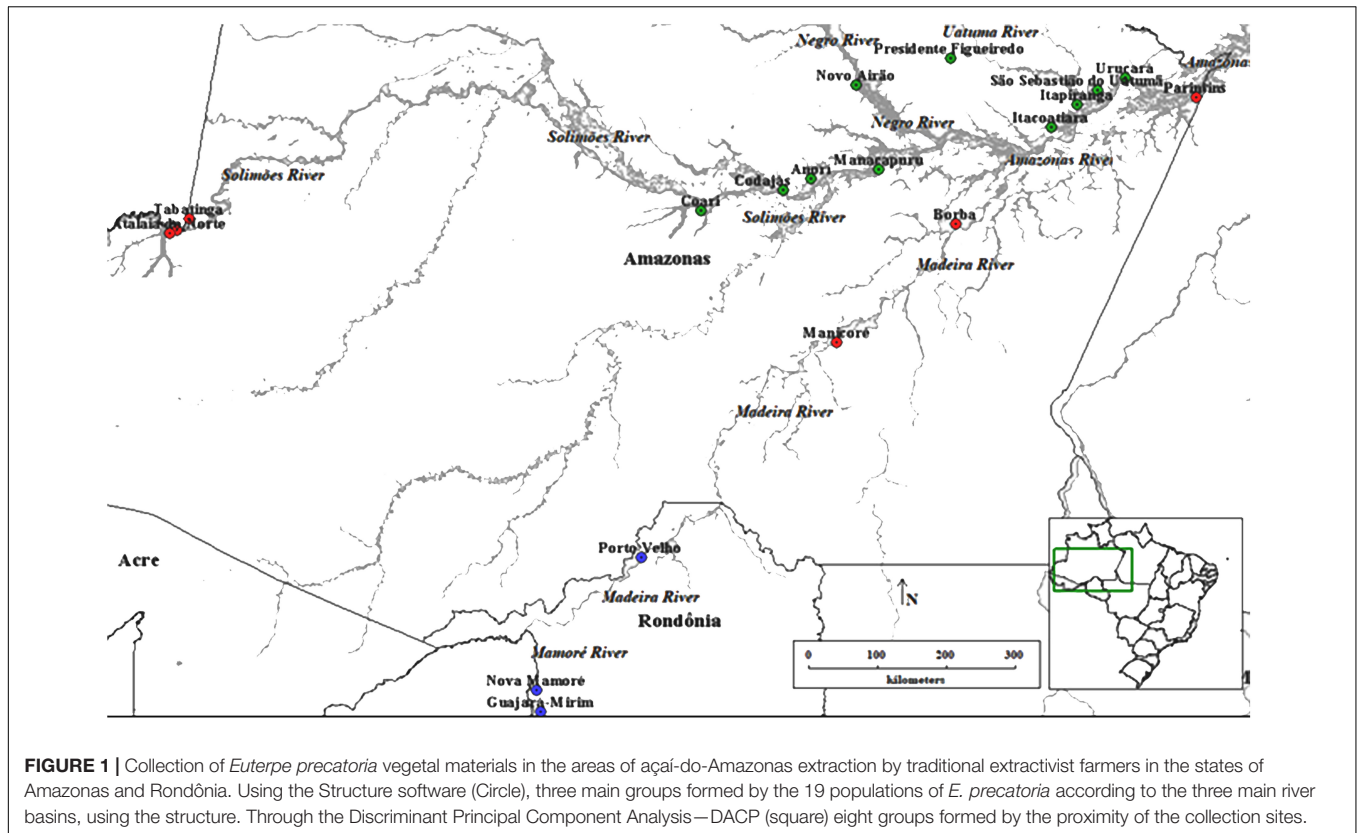 Negro River
Uatuma River
Presidente Figueiredo
Amazonas
Novo Airão
Urucará
São Sebastião do Uatumã
Parintins
Itapiranga
Itacoatiara
Solimões River
Negro River
Amazonas River
Manacapuru
Anori
Codajás
Solimões River
Coari
Solimões River
Tabatinga
Atalaia do Norte
Borba
Amazonas
Madeira River
Manicoré
Madeira River
Acre
Porto Velho
Madeira River
Rondônia
N
Mamoré River
0 100 200 300
kilometers
Nova Mamoré
Guajará-Mirim
FIGURE 1 | Collection of Euterpe precatoria vegetal materials in the areas of açaí-do-Amazonas extraction by traditional extractivist farmers in the states of
Amazonas and Rondônia. Using the Structure software (Circle), three main groups formed by the 19 populations of E. precatoria according to the three main river
basins, using the structure. Through the Discriminant Principal Component Analysis—DACP (square) eight groups formed by the proximity of the collection sites.